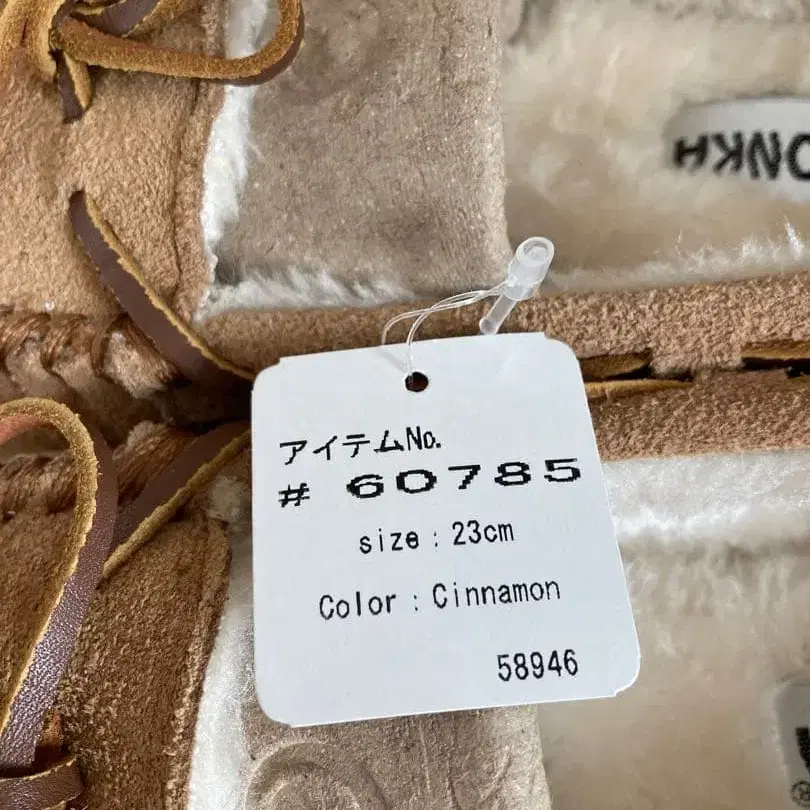 アイテムNo.
# 60785
size : 23cm
Color : Cinnamon
58946